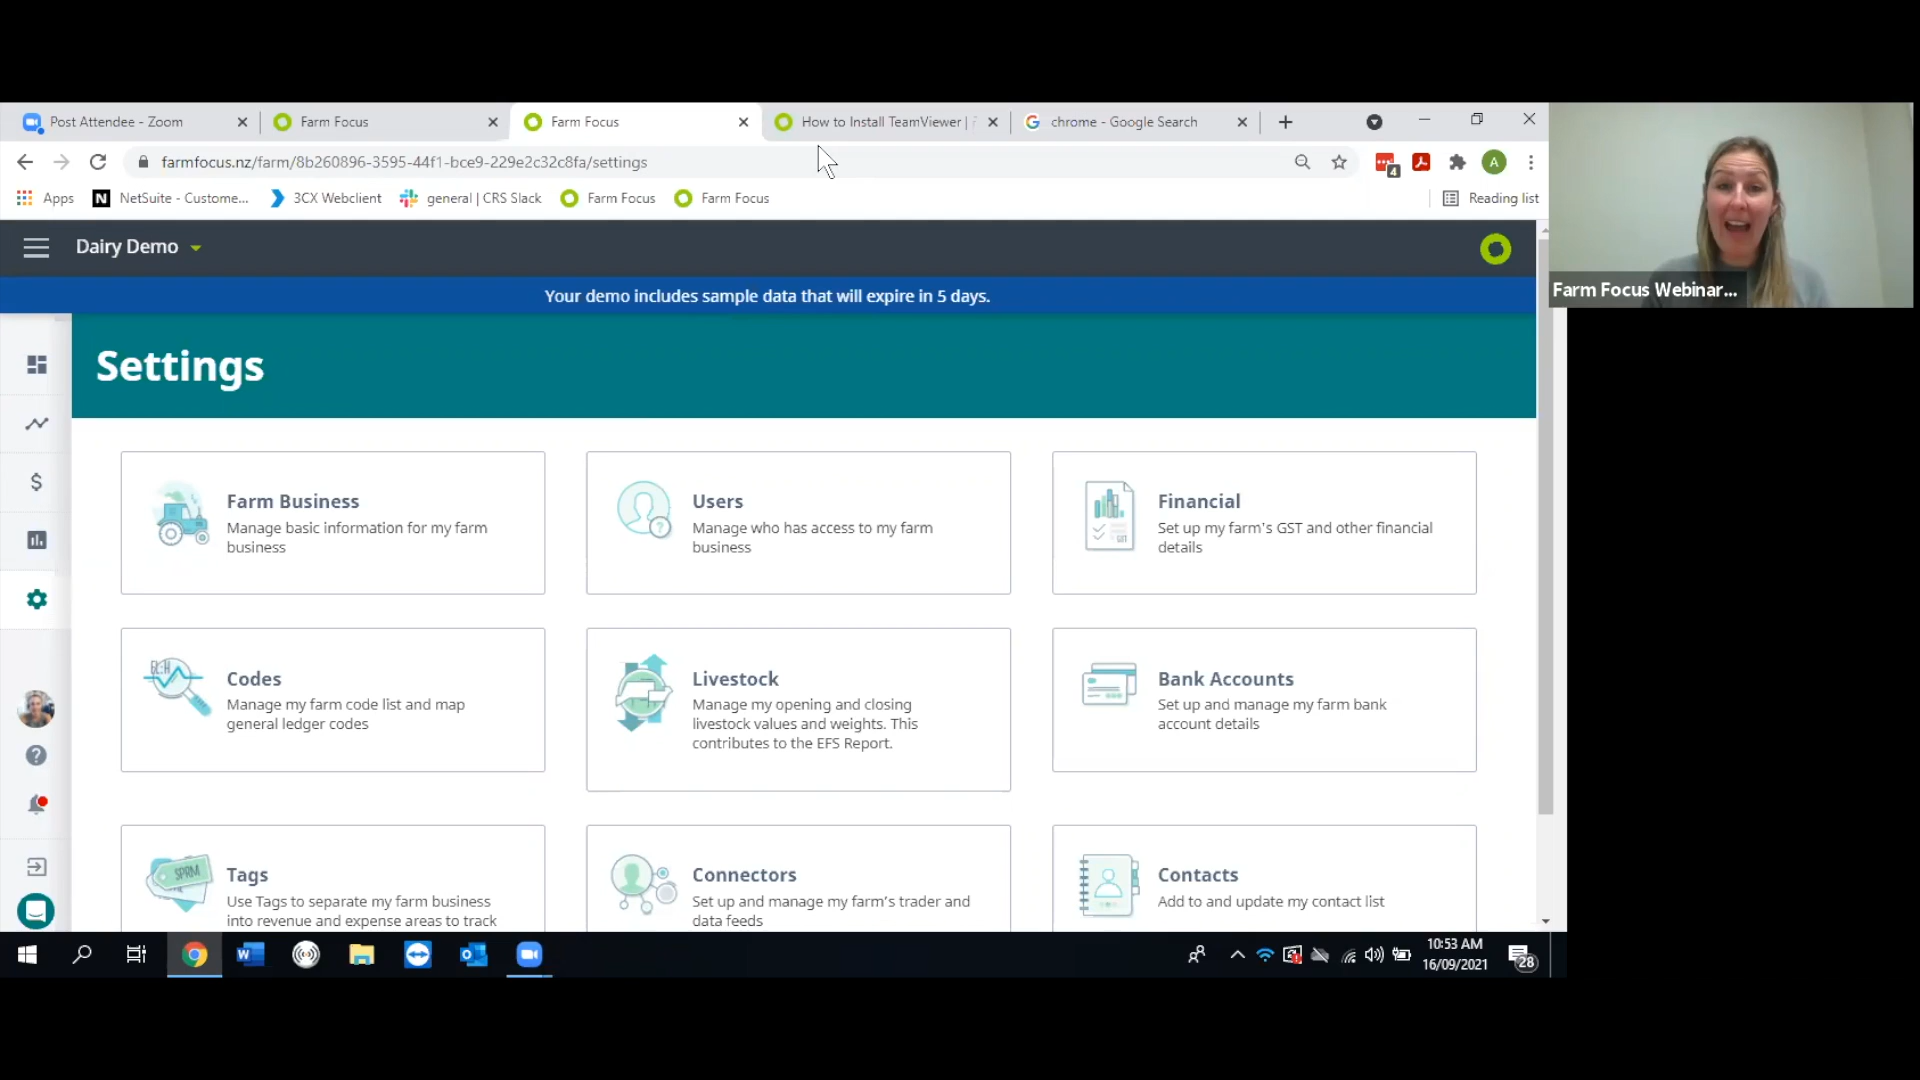 Post Attendee - Zoom
Farm Focus
Farm Focus
How to Install TeamViewer |
chrome - Google Search
farmfocus.nz/farm/8b260896-3595-44f1-bce9-229e2c32c8fa/settings
4
A
Apps
NetSuite - Custome...
3CX Webclient
general | CRS Slack
Farm Focus
Farm Focus
Reading list
Dairy Demo
Your demo includes sample data that will expire in 5 days.
Farm Focus Webinar...
Settings
Farm Business
Manage basic information for my farm
business
Users
Manage who has access to my farm
business
Financial
Set up my farm's GST and other financial
details
Codes
Manage my farm code list and map
general ledger codes
Livestock
Manage my opening and closing
livestock values and weights. This
contributes to the EFS Report.
Bank Accounts
Set up and manage my farm bank
account details
SPRM
Tags
Use Tags to separate my farm business
into revenue and expense areas to track
Connectors
Set up and manage my farm's trader and
data feeds
Contacts
Add to and update my contact list
10:53 AM
16/09/2021
28